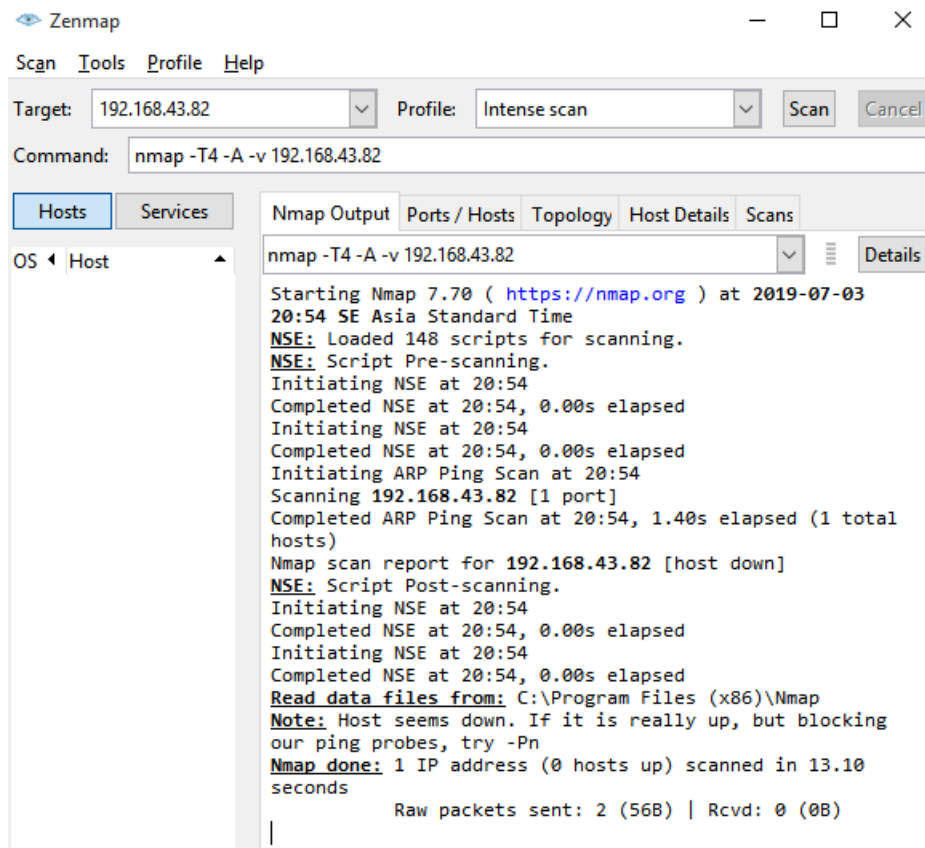 Zenmap
Scan Tools Profile Help
Target: 192.168.43.82 Profile: Intense scan Scan Cancel
Command: nmap -T4 -A -v 192.168.43.82
Hosts Services Nmap Output Ports / Hosts Topology Host Details Scans
OS Host nmap -T4 -A -v 192.168.43.82 Details
Starting Nmap 7.70 ( https://nmap.org ) at 2019-07-03
20:54 SE Asia Standard Time
NSE: Loaded 148 scripts for scanning.
NSE: Script Pre-scanning.
Initiating NSE at 20:54
Completed NSE at 20:54, 0.00s elapsed
Initiating NSE at 20:54
Completed NSE at 20:54, 0.00s elapsed
Initiating ARP Ping Scan at 20:54
Scanning 192.168.43.82 [1 port]
Completed ARP Ping Scan at 20:54, 1.40s elapsed (1 total
hosts)
Nmap scan report for 192.168.43.82 [host down]
NSE: Script Post-scanning.
Initiating NSE at 20:54
Completed NSE at 20:54, 0.00s elapsed
Initiating NSE at 20:54
Completed NSE at 20:54, 0.00s elapsed
Read data files from: C:\Program Files (x86)\Nmap
Note: Host seems down. If it is really up, but blocking
our ping probes, try -Pn
Nmap done: 1 IP address (0 hosts up) scanned in 13.10
seconds
Raw packets sent: 2 (56B) | Rcvd: 0 (0B)